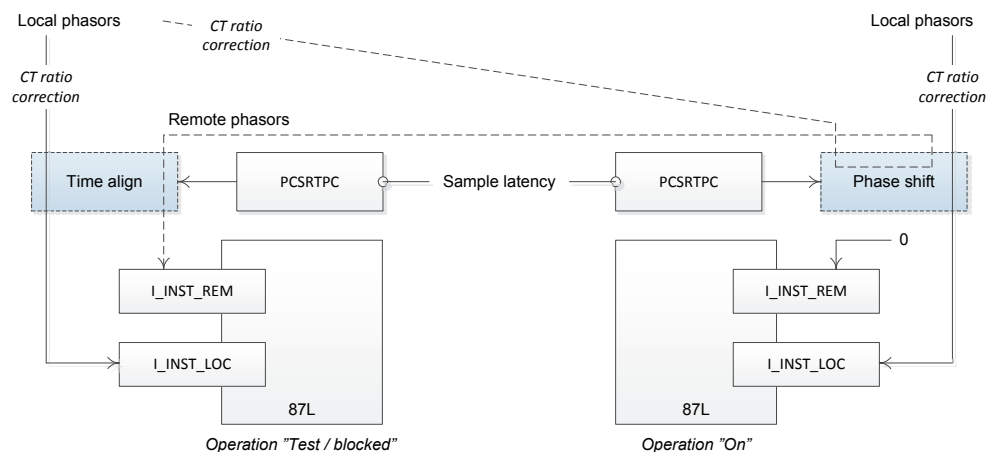 Local phasors
CT ratio
correction
Local phasors
CT ratio
correction
CT ratio
correction
Remote phasors
Time align
PCSRTPC
Sample latency
PCSRTPC
Phase shift
0
I_INST_REM
I_INST_REM
I_INST_LOC
I_INST_LOC
87L
87L
Operation ”Test / blocked”
Operation ”On”